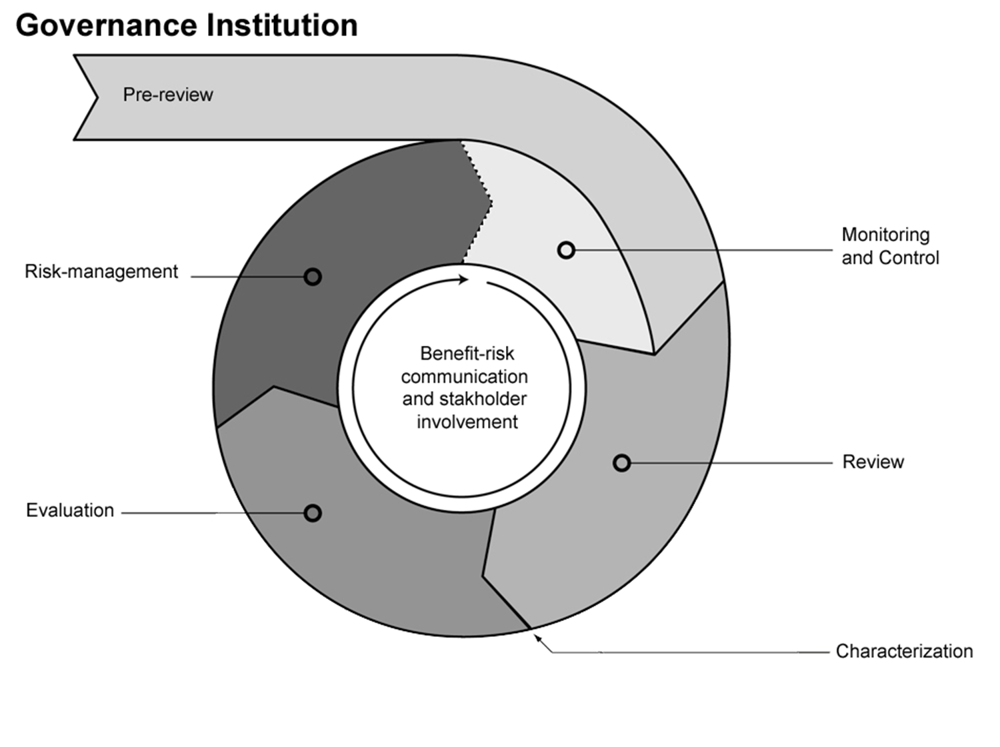 Governance Institution
Pre-review
Monitoring
and Control
Risk-management
Benefit-risk
communication
and stakholder
involvement
Review
Evaluation
Characterization